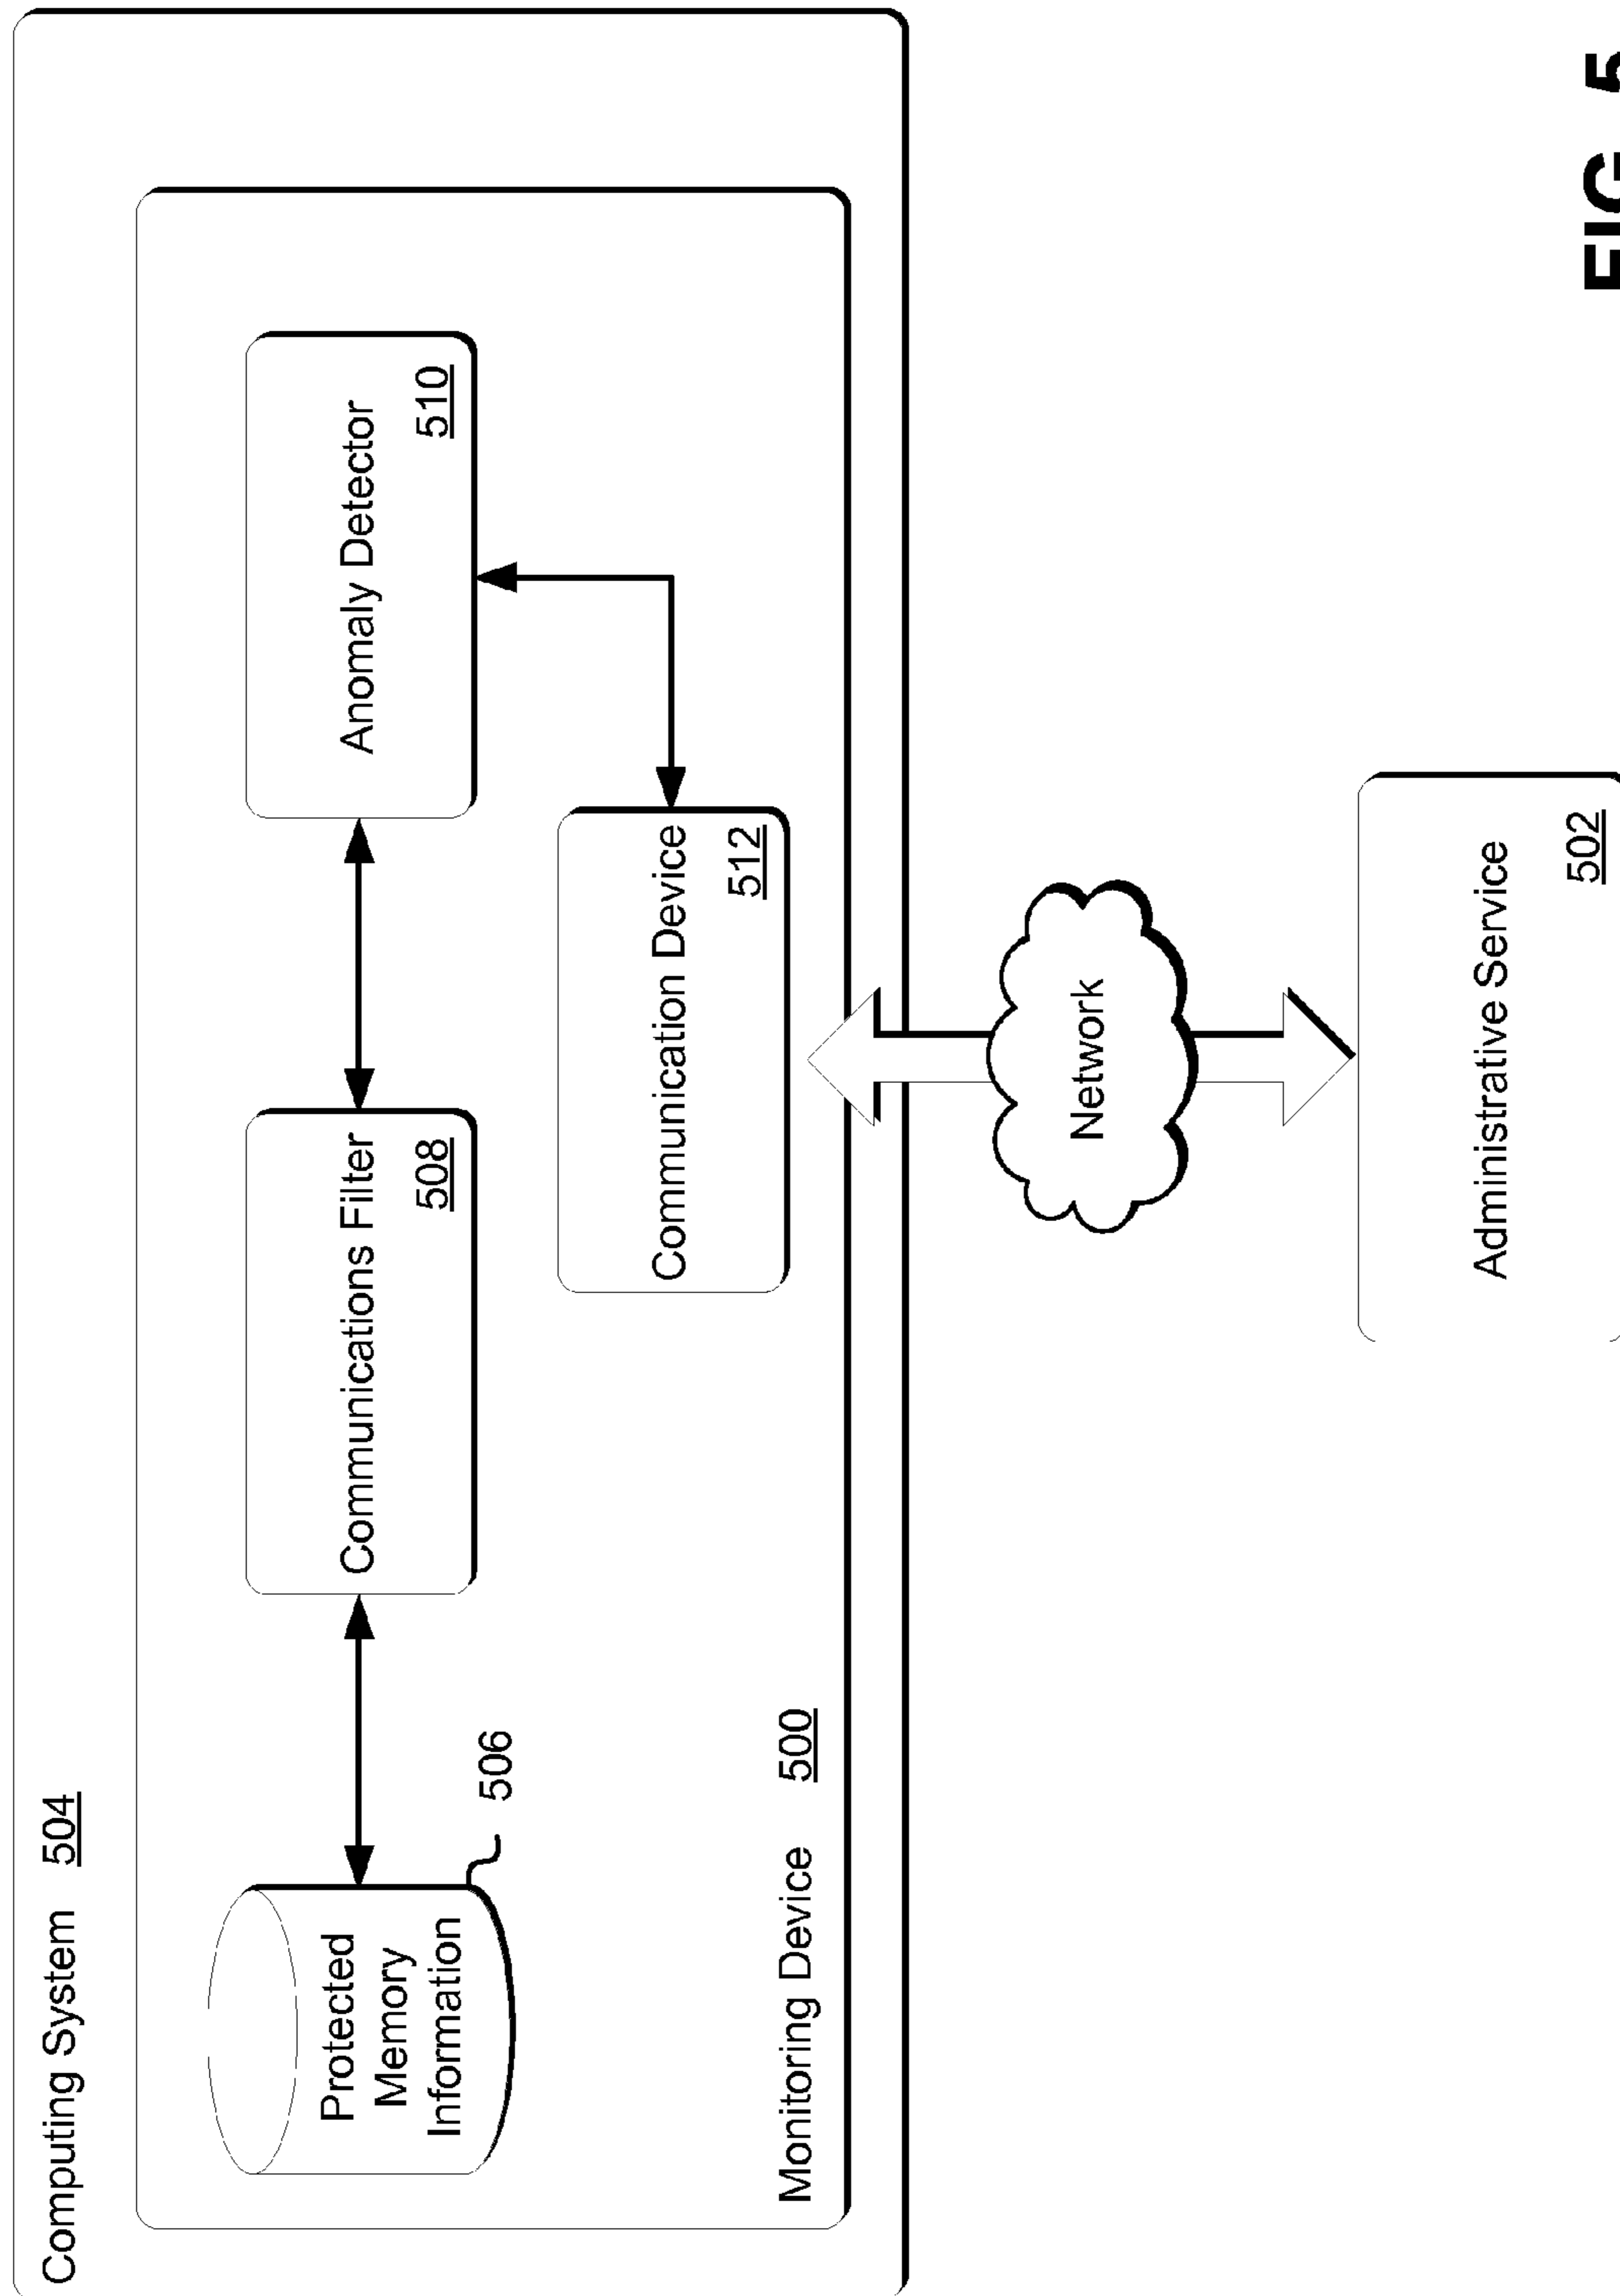 Computing System 504
Protected
Memory
Information
506
Communications Filter
508
Anomaly Detector
510
Communication Device
512
Monitoring Device 500
Network
Administrative Service
502
FIG. 5